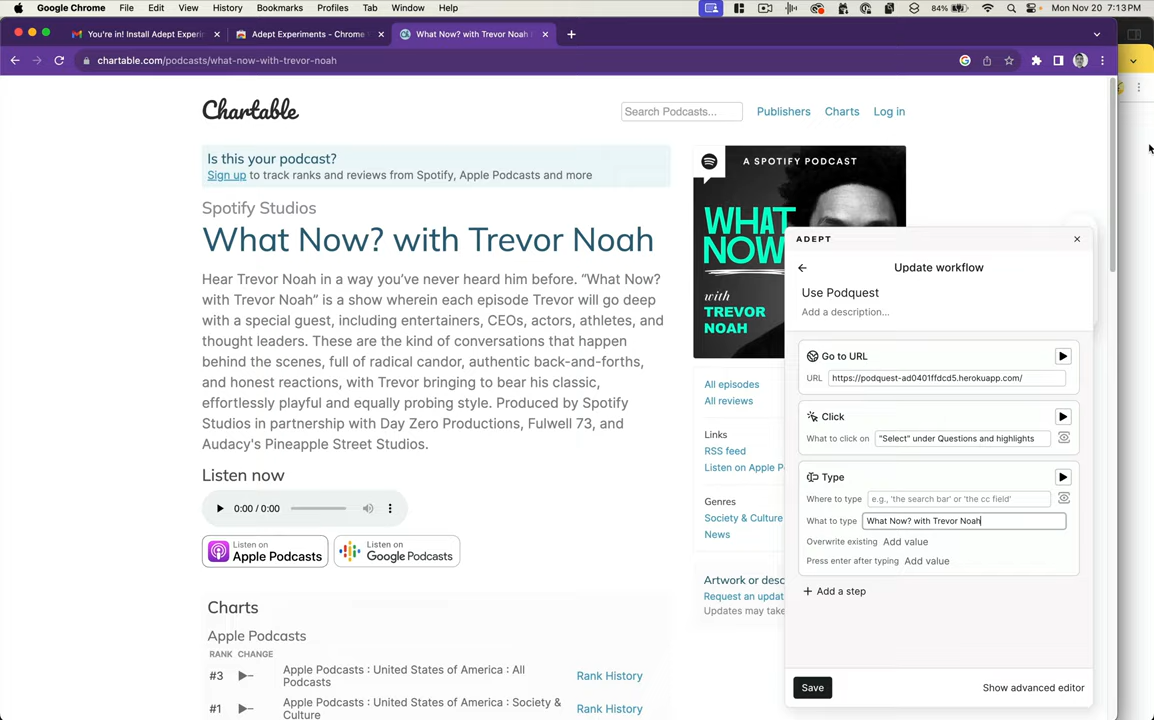 Google Chrome File Edit View History Bookmarks Profiles Tab Window Help 84% Mon Nov 20 7:13 PM
You're in! Install Adept Experi
Adept Experiments - Chrome
What Now? with Trevor Noah
chartable.com/podcasts/what-now-with-trevor-noah
Chartable
Search Podcasts...
Publishers
Charts
Log in
Is this your podcast?
Sign up to track ranks and reviews from Spotify, Apple Podcasts and more
Spotify Studios
What Now? with Trevor Noah
Hear Trevor Noah in a way you've never heard him before. "What Now?
with Trevor Noah" is a show wherein each episode Trevor will go deep
with a special guest, including entertainers, CEOs, actors, athletes, and
thought leaders. These are the kind of conversations that happen
behind the scenes, full of radical candor, authentic back-and-forths,
and honest reactions, with Trevor bringing to bear his classic,
effortlessly playful and equally probing style. Produced by Spotify
Studios in partnership with Day Zero Productions, Fulwell 73, and
Audacy's Pineapple Street Studios.
Listen now
0:00 / 0:00
Listen on
Apple Podcasts
Listen on
Google Podcasts
Charts
Apple Podcasts
RANK CHANGE
#3 Apple Podcasts : United States of America : All
Podcasts
Rank History
#1 Apple Podcasts : United States of America : Society &
Culture
Rank History
A SPOTIFY PODCAST
WHAT
NOW
with
TREVOR
NOAH
All episodes
All reviews
Links
RSS feed
Listen on Apple P
Genres
Society & Culture
News
Artwork or desc
Request an updat
Updates may take
ADEPT
Update workflow
Use Podquest
Add a description...
Go to URL
URL https://podquest-ad0401ffdcd5.herokuapp.com/
Click
What to click on "Select" under Questions and highlights
Type
Where to type e.g., 'the search bar' or 'the cc field'
What to type What Now? with Trevor Noah
Overwrite existing Add value
Press enter after typing Add value
+ Add a step
Save
Show advanced editor